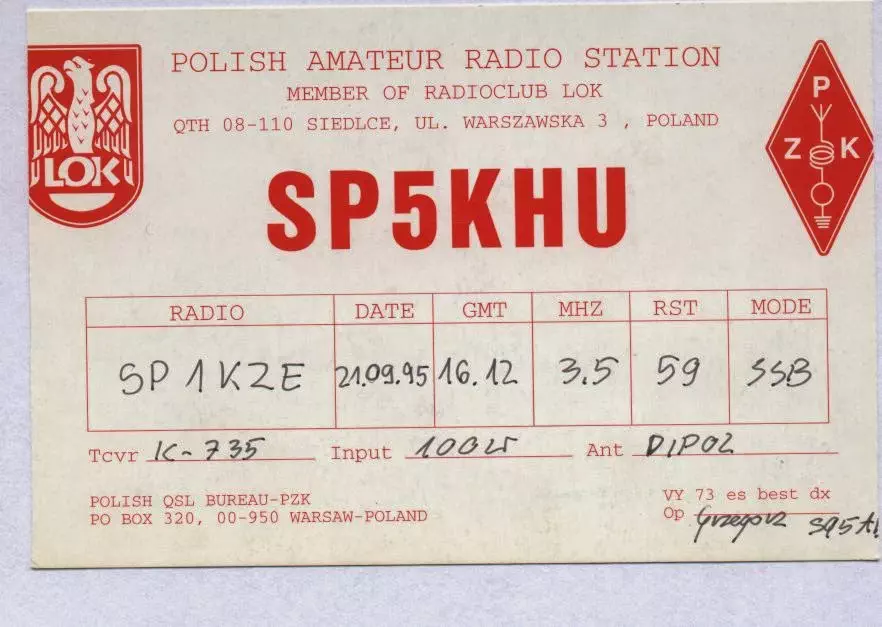 POLISH AMATEUR RADIO STATION
MEMBER OF RADIOCLUB LOK
QTH 08-110 SIEDLCE, UL. WARSZAWSKA 3 , POLAND
LOK
P
Z K
SP5KHU
RADIO DATE GMT MHZ RST MODE
SP1KZE 21.09.95 16.12 3.5 59 SSB
Tcvr IC-735 Input 100W Ant DIPOL
POLISH QSL BUREAU-PZK
PO BOX 320, 00-950 WARSAW-POLAND
VY 73 es best dx
Op Grzegorz